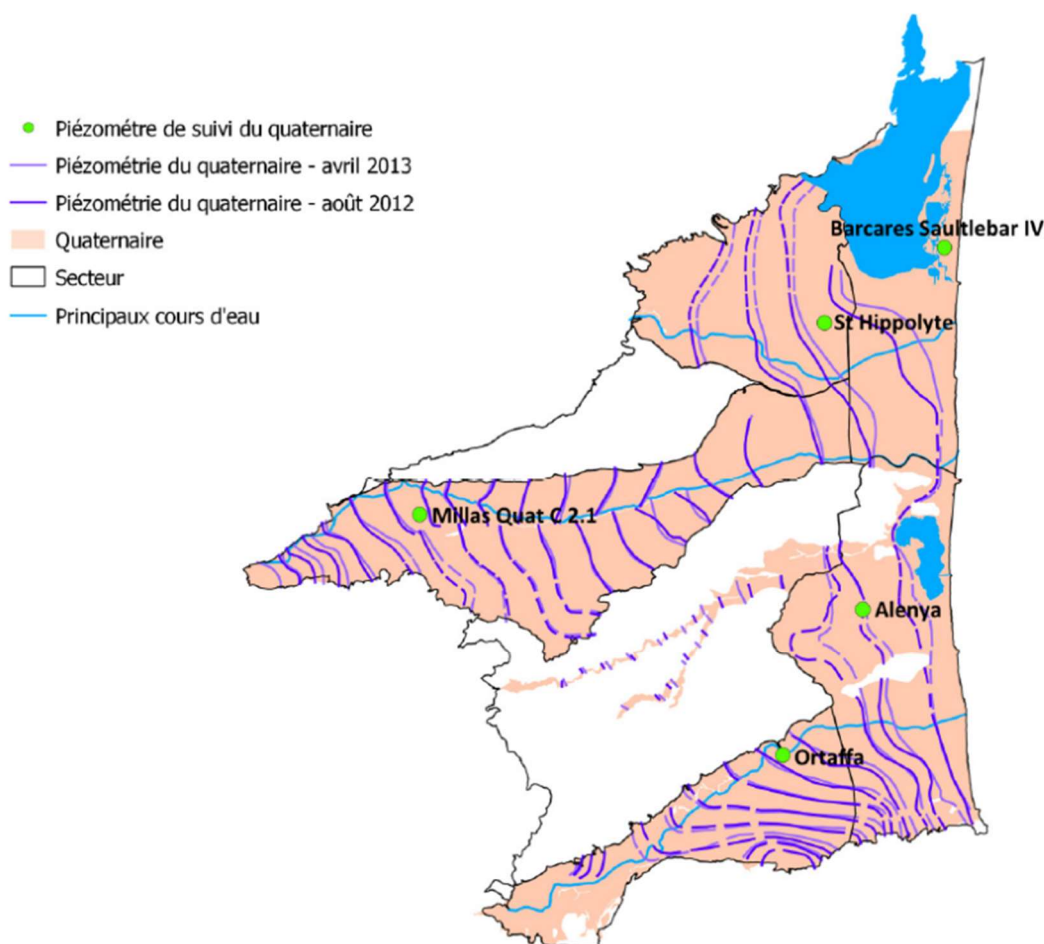 Piézométre de suivi du quaternaire
Piézométrie du quaternaire - avril 2013
Piézométrie du quaternaire - août 2012
Quaternaire
Secteur
Principaux cours d'eau
Barcares Saultlebar IV
St Hippolyte
Millas Quat C 2.1
Alenya
Ortaffa